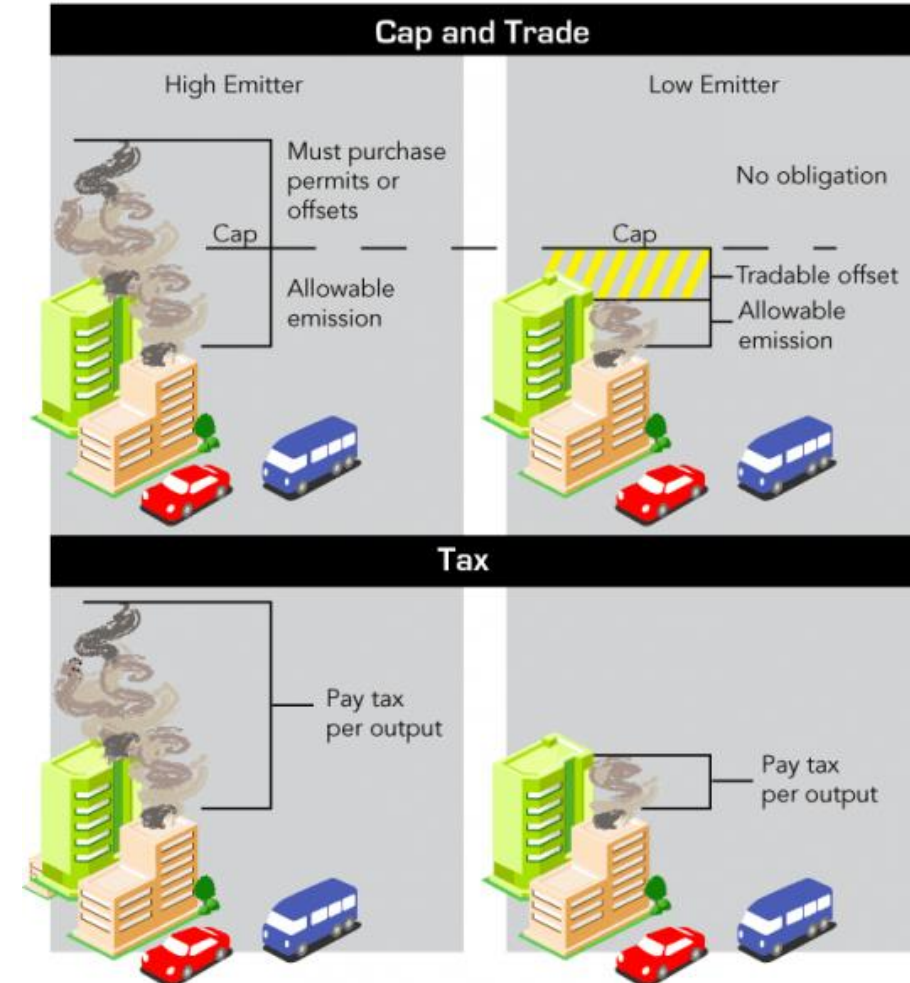 Cap and Trade
High Emitter
Must purchase
permits or
offsets
Cap
Allowable
emission
Low Emitter
No obligation
Cap
Tradable offset
Allowable
emission
Tax
Pay tax
per output
Pay tax
per output